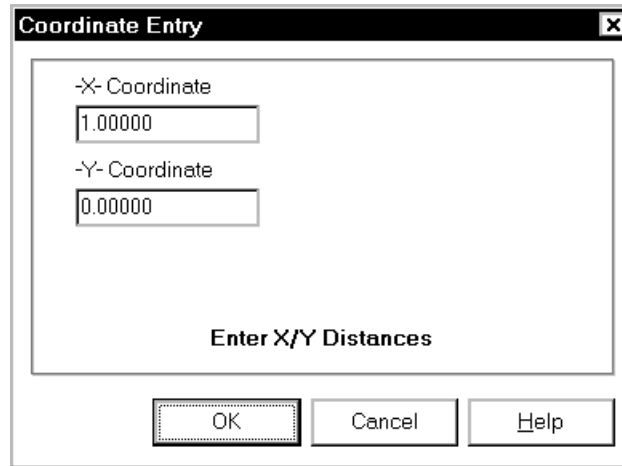 Coordinate Entry
-X- Coordinate
1.00000
-Y- Coordinate
0.00000
Enter X/Y Distances
OK Cancel Help